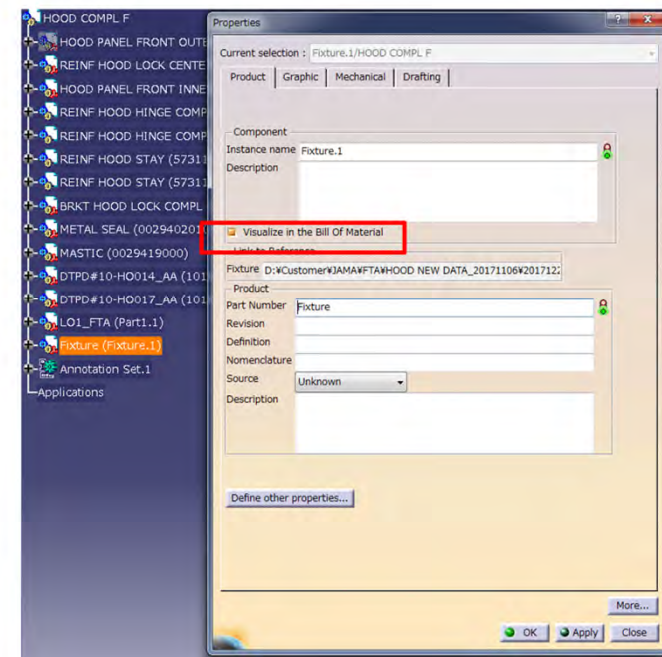 HOOD COMPL F
HOOD PANEL FRONT OUTE
REINF HOOD LOCK CENTE
HOOD PANEL FRONT INNE
REINF HOOD HINGE COMP
REINF HOOD HINGE COMP
REINF HOOD STAY (57311
REINF HOOD STAY (57311
BRKT HOOD LOCK COMPL
METAL SEAL (0029402010
MASTIC (0029419000)
DTPD#10-HO014_AA (101
DTPD#10-HO017_AA (101
LO1_FTA (Part1.1)
Fixture (Fixture.1)
Annotation Set.1
Applications
Properties
Current selection : Fixture.1/HOOD COMPL F
Product Graphic Mechanical Drafting
Component
Instance name Fixture.1
Description
Visualize in the Bill Of Material
Link to Reference
Fixture D:¥Customer¥JAMA¥FTA¥HOOD NEW DATA_20171106¥201712
Product
Part Number Fixture
Revision
Definition
Nomenclature
Source Unknown
Description
Define other properties...
More...
OK Apply Close